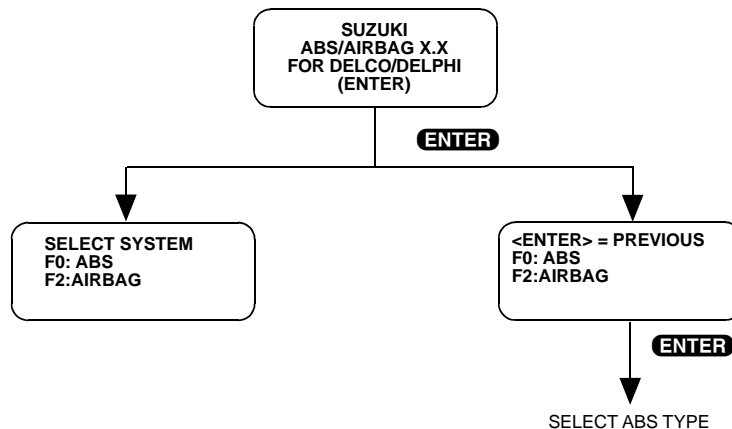 SUZUKI
ABS/AIRBAG X.X
FOR DELCO/DELPHI
(ENTER)
ENTER
SELECT SYSTEM
F0: ABS
F2:AIRBAG
<ENTER> = PREVIOUS
F0: ABS
F2:AIRBAG
ENTER
SELECT ABS TYPE